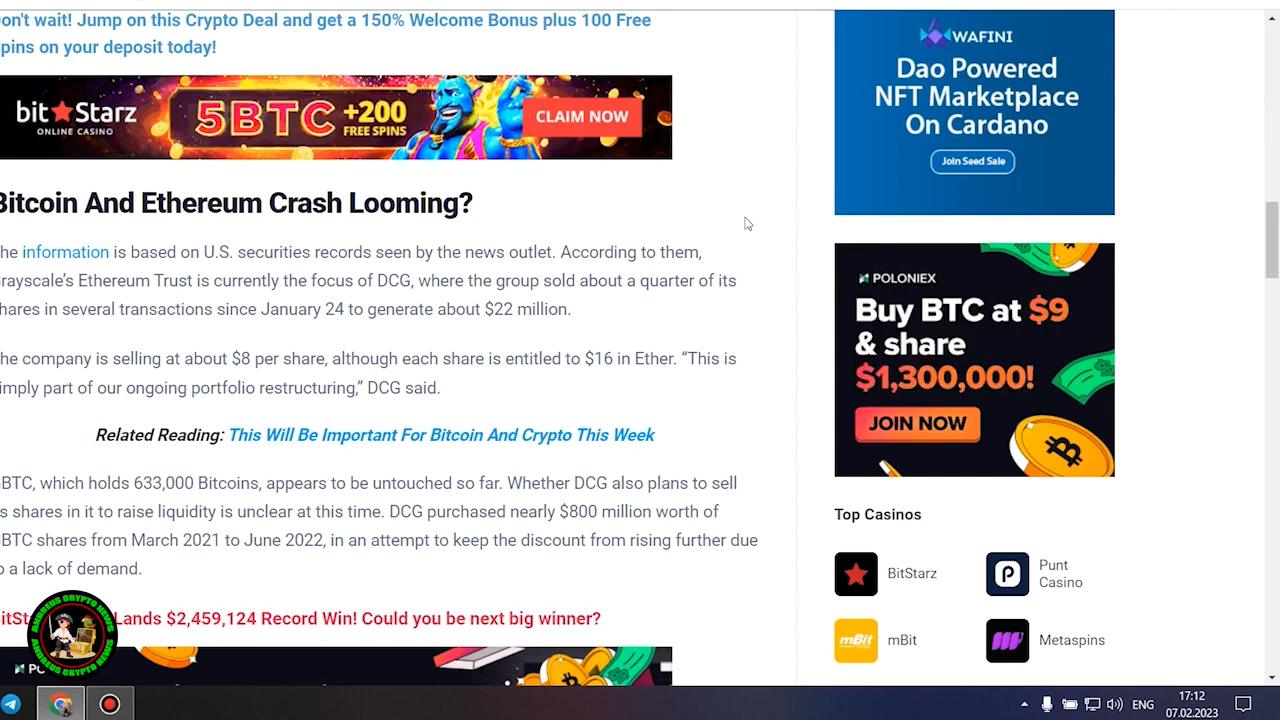 on't wait! Jump on this Crypto Deal and get a 150% Welcome Bonus plus 100 Free
pins on your deposit today!
bit★Starz
ONLINE CASINO
5BTC +200
FREE SPINS
CLAIM NOW
Bitcoin And Ethereum Crash Looming?
he information is based on U.S. securities records seen by the news outlet. According to them,
rayscale's Ethereum Trust is currently the focus of DCG, where the group sold about a quarter of its
hares in several transactions since January 24 to generate about $22 million.
he company is selling at about $8 per share, although each share is entitled to $16 in Ether. “This is
imply part of our ongoing portfolio restructuring,” DCG said.
Related Reading: This Will Be Important For Bitcoin And Crypto This Week
BTC, which holds 633,000 Bitcoins, appears to be untouched so far. Whether DCG also plans to sell
s shares in it to raise liquidity is unclear at this time. DCG purchased nearly $800 million worth of
BTC shares from March 2021 to June 2022, in an attempt to keep the discount from rising further due
o a lack of demand.
itSt Lands $2,459,124 Record Win! Could you be next big winner?
ANDREUS CRYPTO NEWS
ANDREUS CRYPTO NEWS
PO
WAFINI
Dao Powered
NFT Marketplace
On Cardano
Join Seed Sale
POLONIEX
Buy BTC at $9
& share
$1,300,000!
JOIN NOW
Top Casinos
BitStarz
Punt
Casino
mBit
mBit
Metaspins
ENG
17:12
07.02.2023